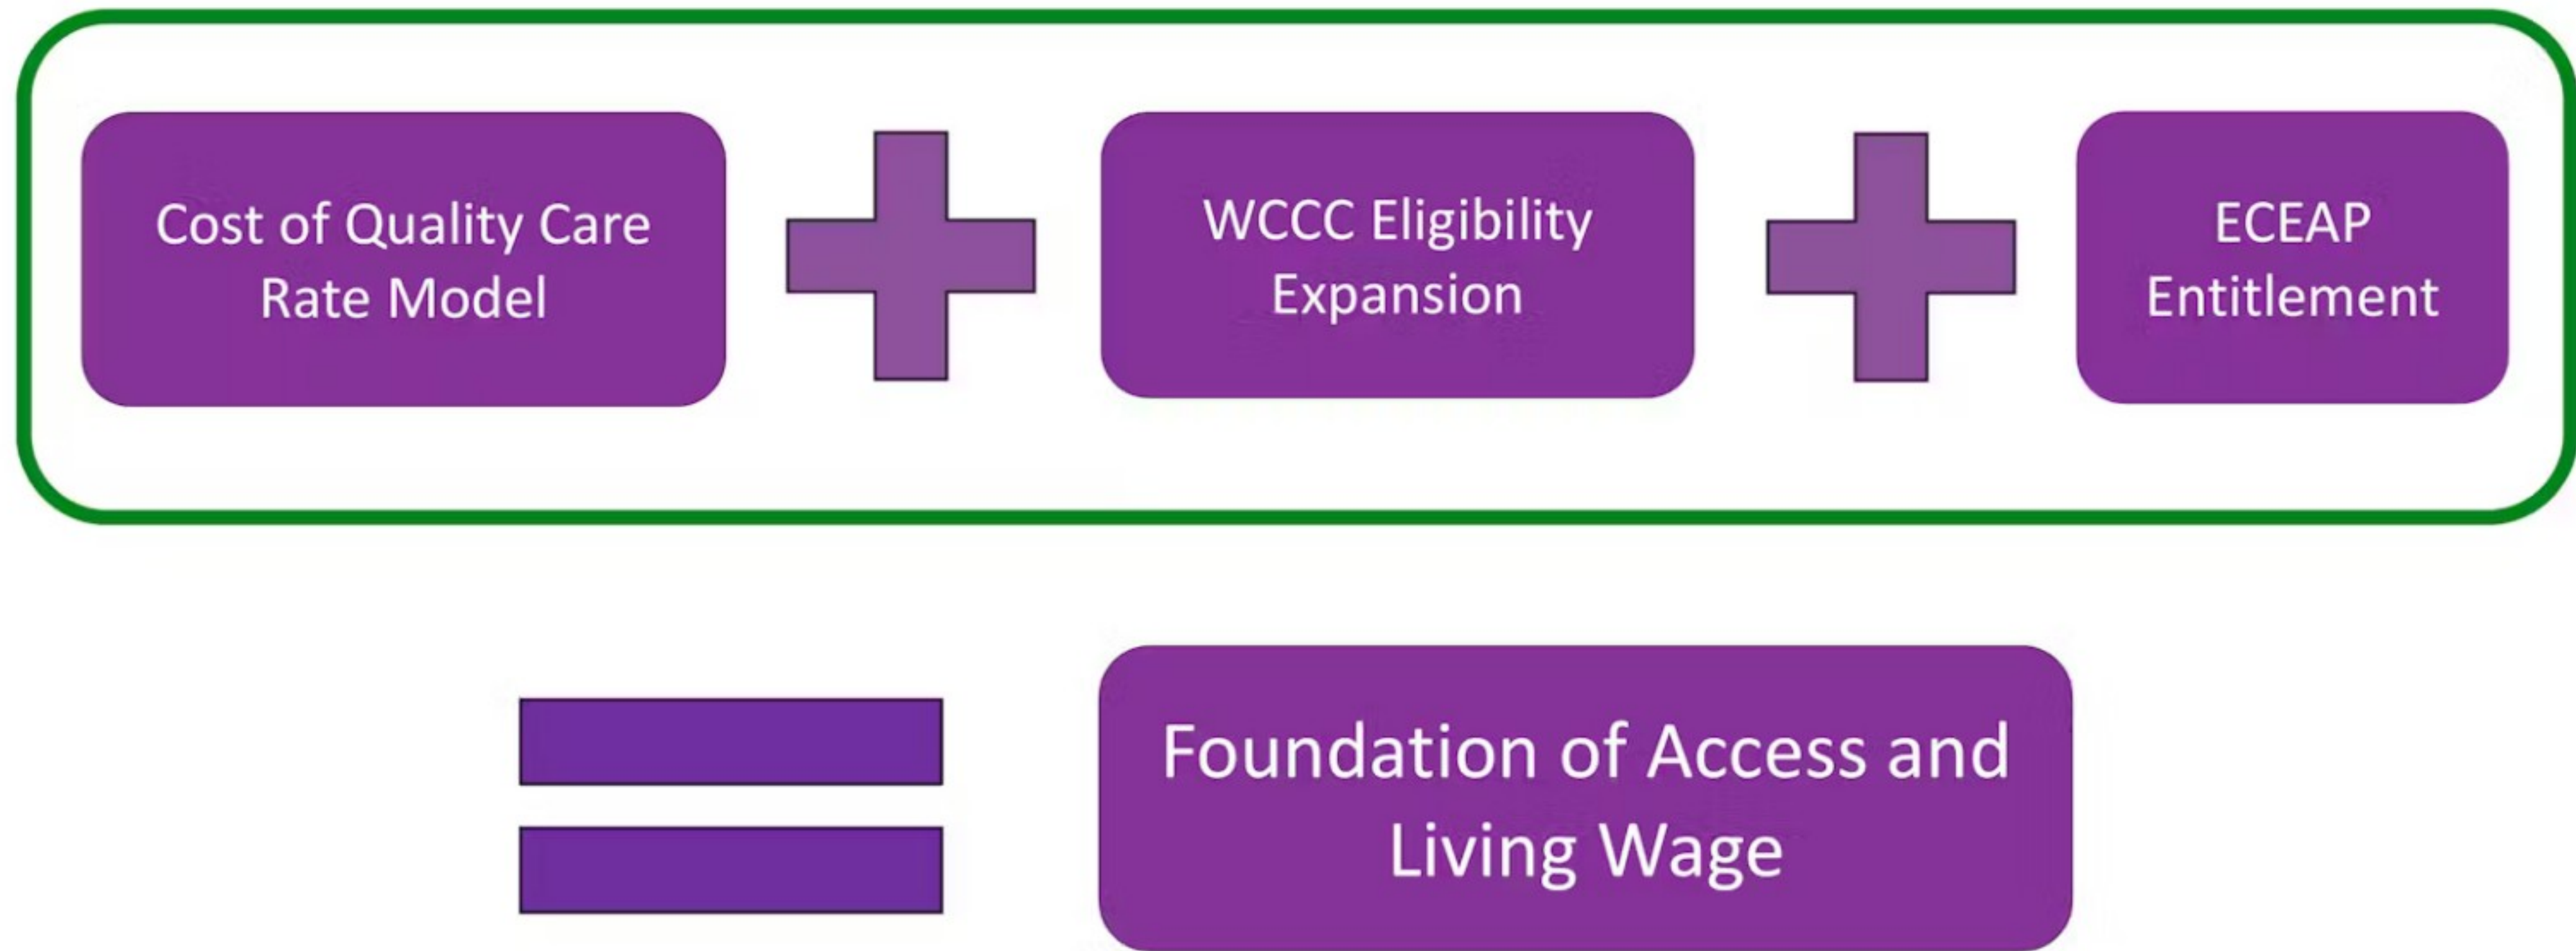 Cost of Quality Care
Rate Model
WCCC Eligibility
Expansion
ECEAP
Entitlement
Foundation of Access and
Living Wage